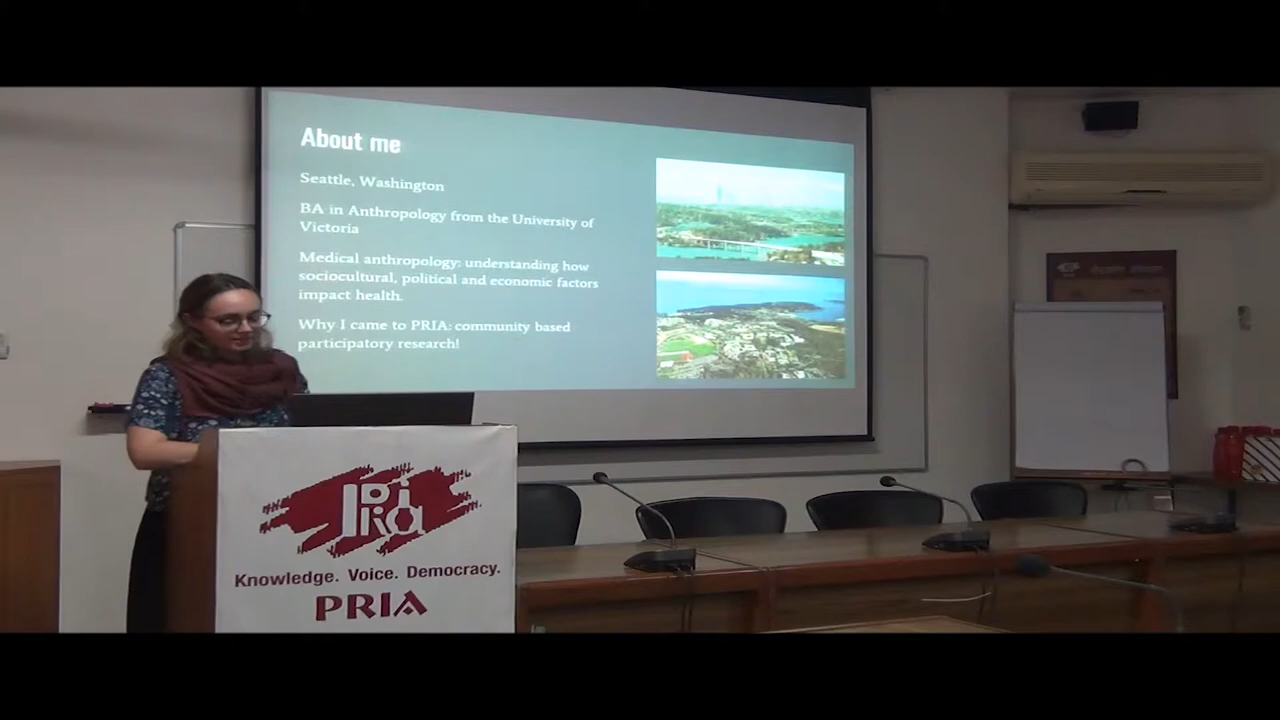 About me
Seattle, Washington
BA in Anthropology from the University of
Victoria
Medical anthropology: understanding how
sociocultural, political and economic factors
impact health.
Why I came to PRIA: community based
participatory research!
PRIa
Knowledge. Voice. Democracy.
PRIA